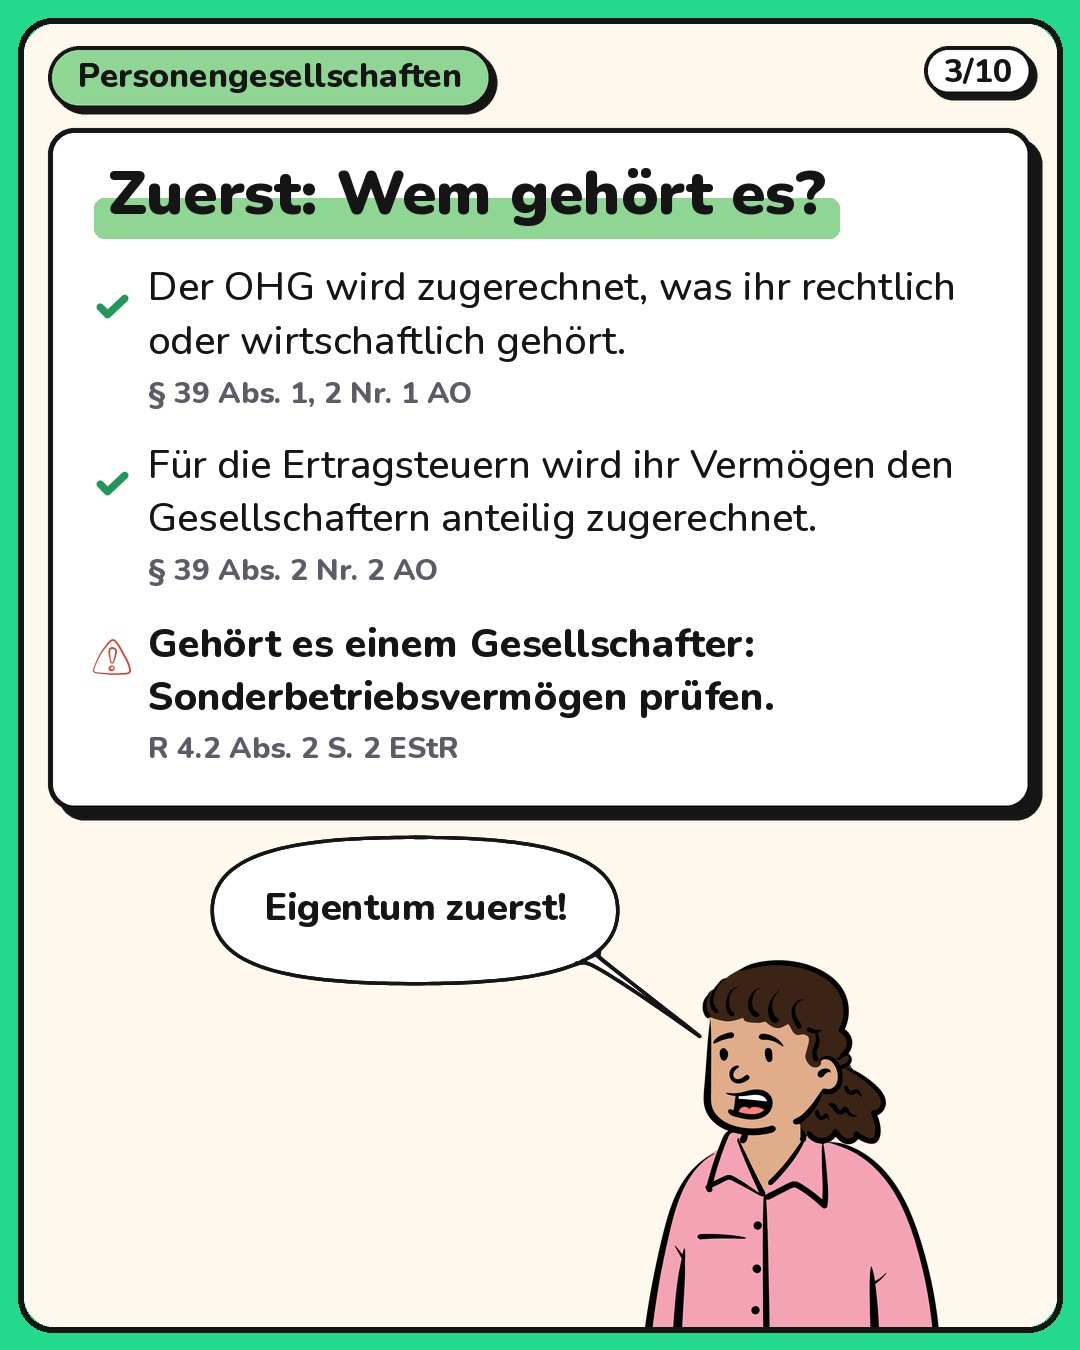 Personengesellschaften
3/10
Zuerst: Wem gehört es?
Der OHG wird zugerechnet, was ihr rechtlich
oder wirtschaftlich gehört.
§ 39 Abs. 1, 2 Nr. 1 AO
Für die Ertragsteuern wird ihr Vermögen den
Gesellschaftern anteilig zugerechnet.
§ 39 Abs. 2 Nr. 2 AO
Gehört es einem Gesellschafter:
Sonderbetriebsvermögen prüfen.
R 4.2 Abs. 2 S. 2 EStR
Eigentum zuerst!